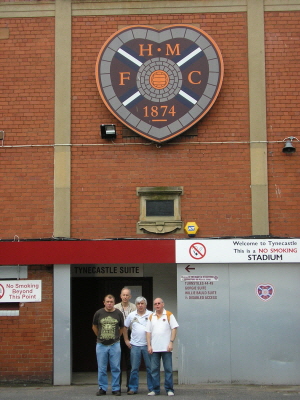 H · M
F C
1874
TYNECASTLE SUITE
No Smoking
Beyond
This Point
Welcome to Tynecastle
This is a NO SMOKING
STADIUM